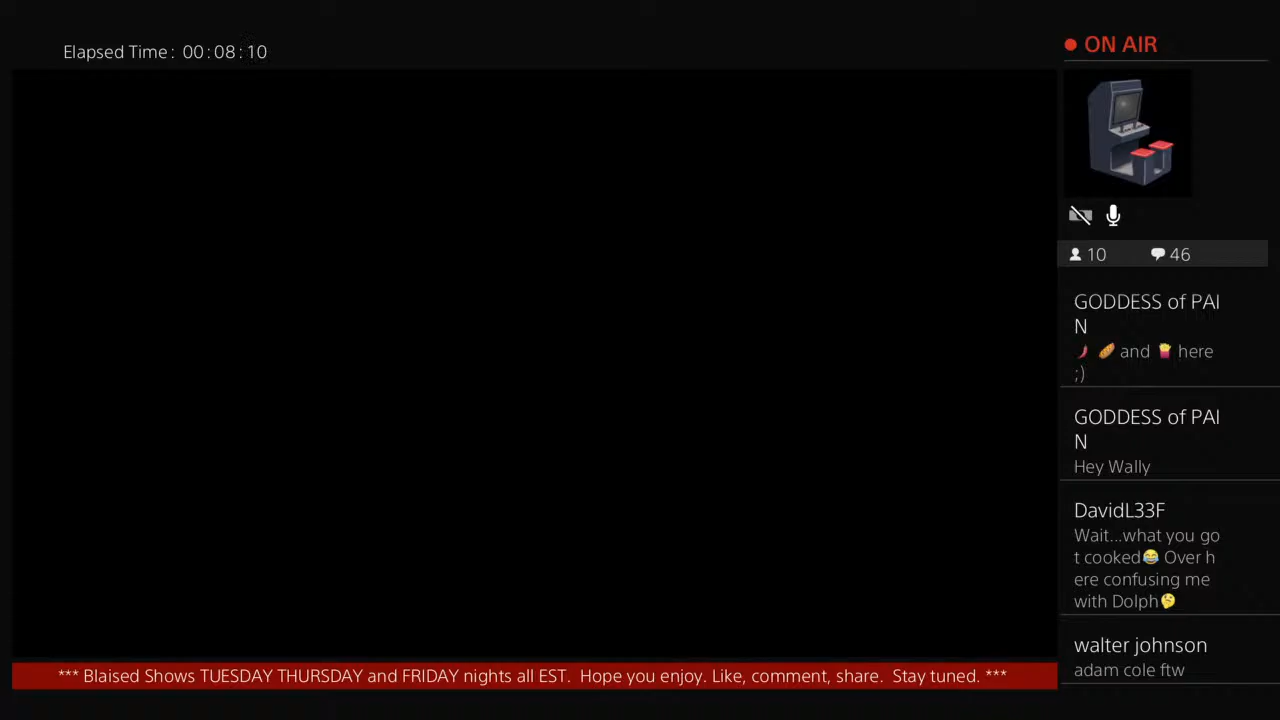 Elapsed Time: 00:08:10
ON AIR
10 46
GODDESS of PAI
N
🌶 🥖 and 🍟 here
;)
GODDESS of PAI
N
Hey Wally
DavidL33F
Wait...what you go
t cooked😂 Over h
ere confusing me
with Dolph🤔
walter johnson
adam cole ftw
*** Blaised Shows TUESDAY THURSDAY and FRIDAY nights all EST. Hope you enjoy. Like, comment, share. Stay tuned. ***